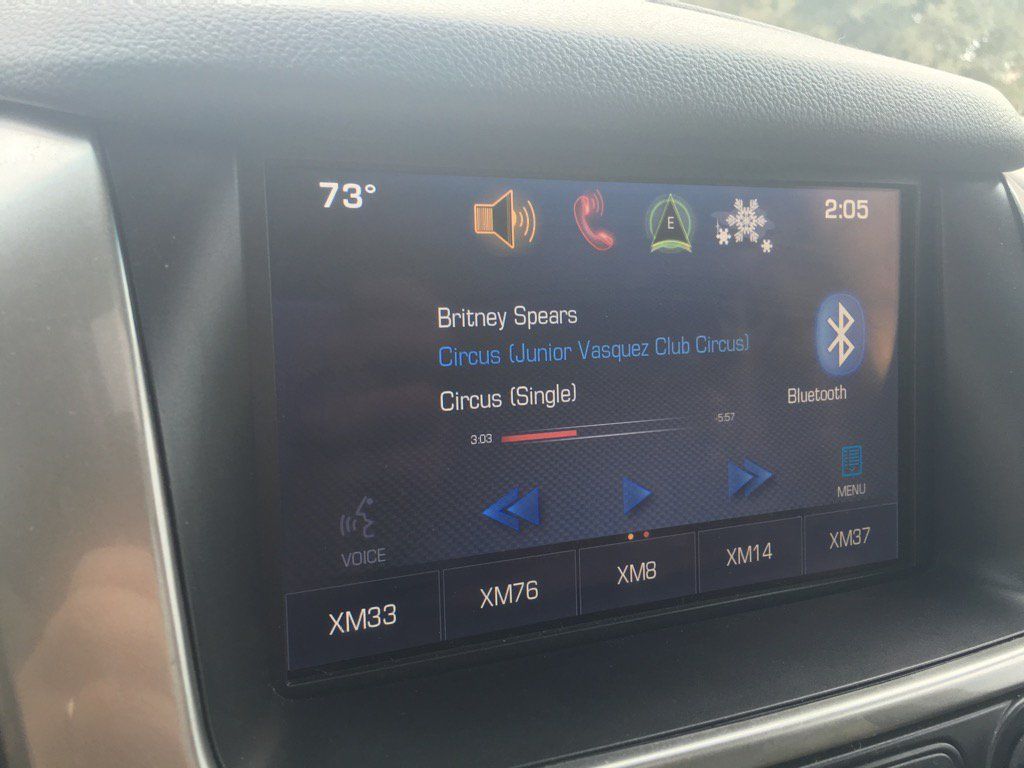 73°
E
2:05
Britney Spears
Circus (Junior Vasquez Club Circus)
Circus (Single)
Bluetooth
3:03
-5:57
MENU
VOICE
XM33
XM76
XM8
XM14
XM37